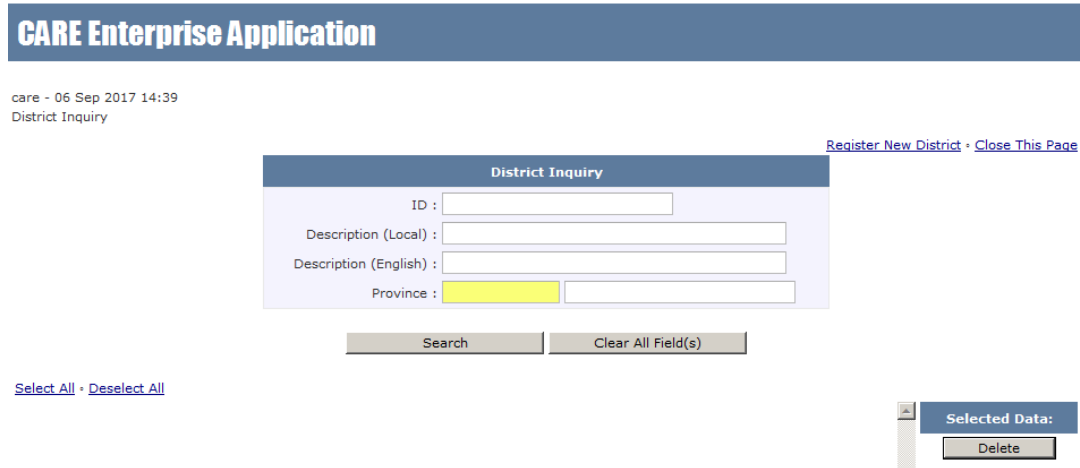 CARE Enterprise Application
care - 06 Sep 2017 14:39
District Inquiry
Register New District • Close This Page
District Inquiry
ID :
Description (Local) :
Description (English) :
Province :
Search Clear All Field(s)
Select All • Deselect All
Selected Data:
Delete